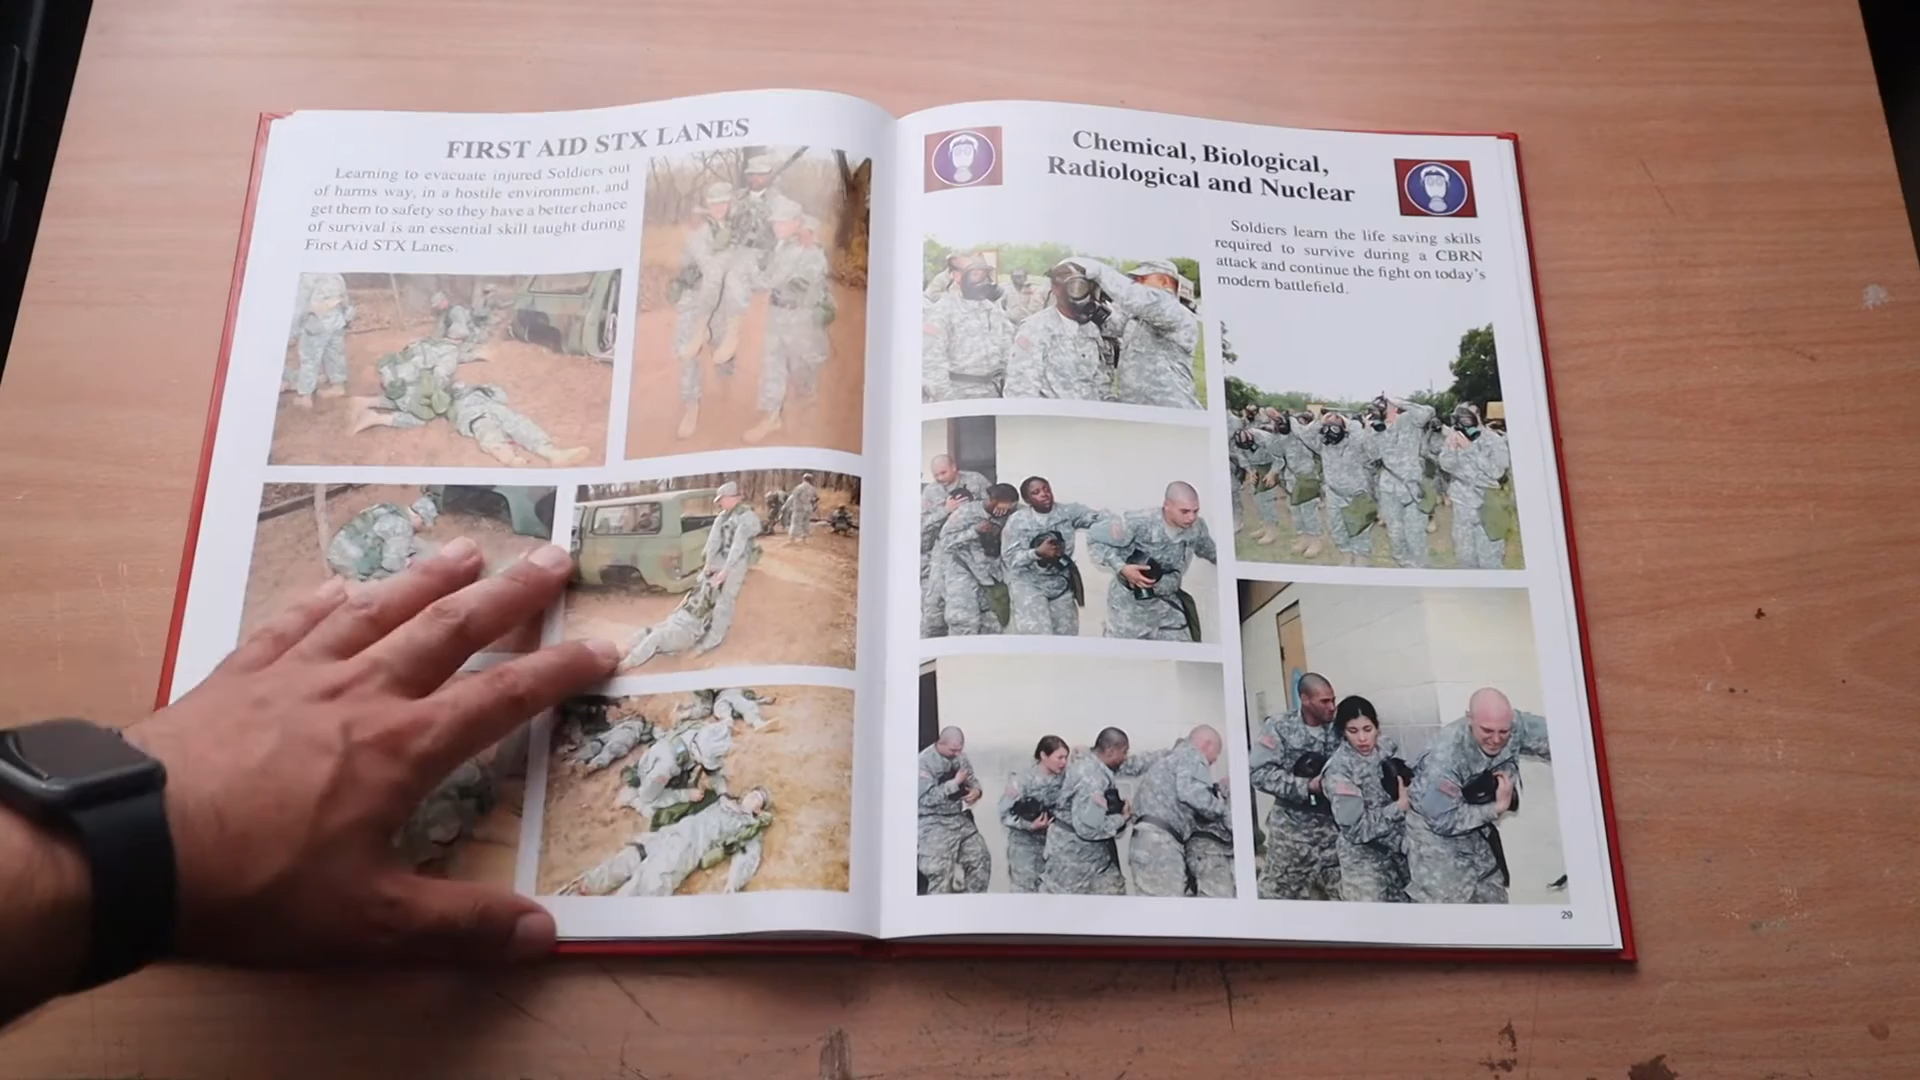 FIRST AID STX LANES
Learning to evacuate injured Soldiers out
of harms way, in a hostile environment, and
get them to safety so they have a better chance
of survival is an essential skill taught during
First Aid STX Lanes.
Chemical, Biological,
Radiological and Nuclear
Soldiers learn the life saving skills
required to survive during a CBRN
attack and continue the fight on today's
modern battlefield.
29